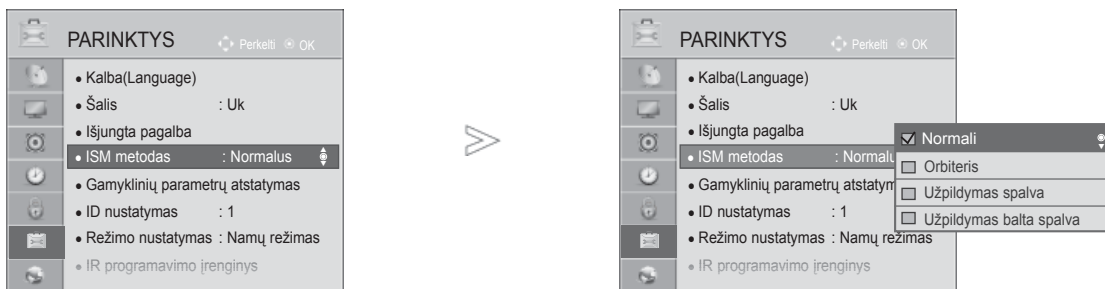 PARINKTYS
Perkelti OK
Kalba(Language)
Šalis : Uk
Išjungta pagalba
ISM metodas : Normalus
Gamyklinių parametrų atstatymas
ID nustatymas : 1
Režimo nustatymas : Namų režimas
IR programavimo įrenginys
PARINKTYS
Perkelti OK
Kalba(Language)
Šalis : Uk
Išjungta pagalba
ISM metodas : Normalu
Gamyklinių parametrų atstatym
ID nustatymas : 1
Režimo nustatymas : Namų režimas
IR programavimo įrenginys
Normali
Orbiteris
Užpildymas spalva
Užpildymas balta spalva